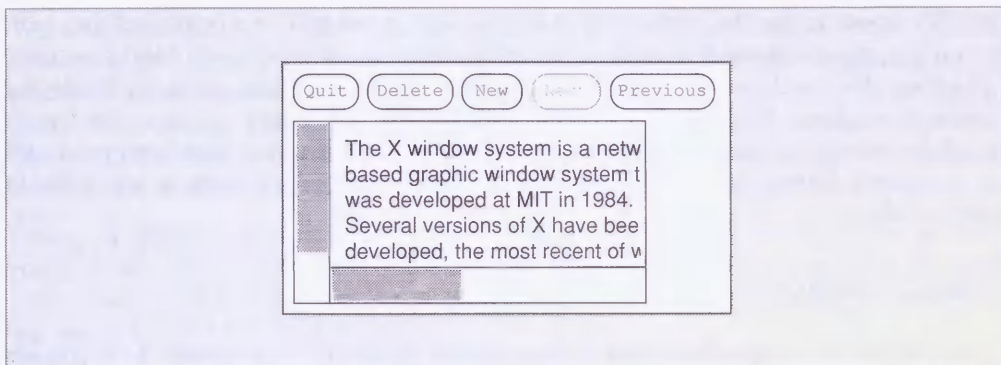 Quit Delete New Next Previous
The X window system is a netw
based graphic window system t
was developed at MIT in 1984.
Several versions of X have bee
developed, the most recent of w